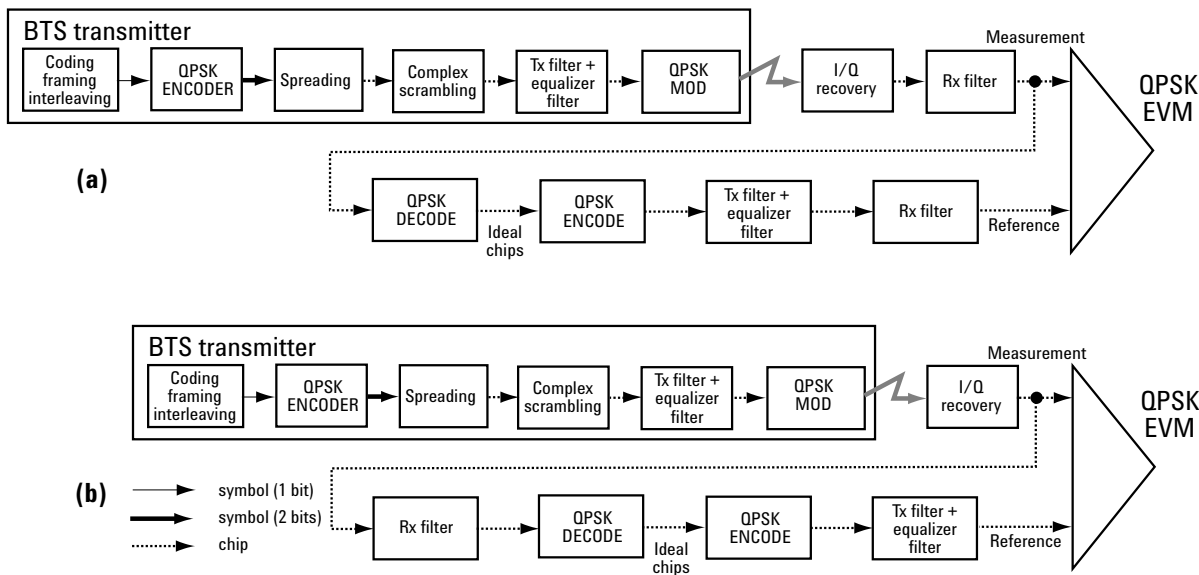 BTS transmitter
Coding
framing
interleaving
QPSK
ENCODER
Spreading
Complex
scrambling
Tx filter +
equalizer
filter
QPSK
MOD
I/Q
recovery
Rx filter
Measurement
QPSK
EVM
(a)
QPSK
DECODE
Ideal
chips
QPSK
ENCODE
Tx filter +
equalizer
filter
Rx filter
Reference
BTS transmitter
Coding
framing
interleaving
QPSK
ENCODER
Spreading
Complex
scrambling
Tx filter +
equalizer
filter
QPSK
MOD
I/Q
recovery
Measurement
QPSK
EVM
(b)
symbol (1 bit)
symbol (2 bits)
chip
Rx filter
QPSK
DECODE
Ideal
chips
QPSK
ENCODE
Tx filter +
equalizer
filter
Reference